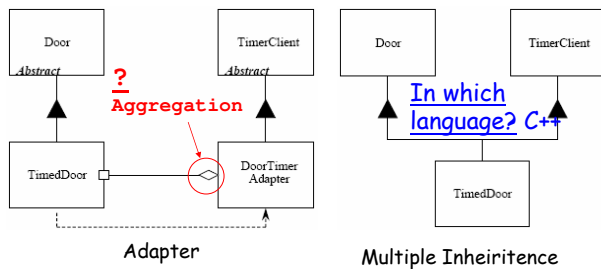 Door
Abstract
TimerClient
Abstract
?
Aggregation
TimedDoor
DoorTimer
Adapter
Adapter
Door
TimerClient
In which
language? C++
TimedDoor
Multiple Inheiritence